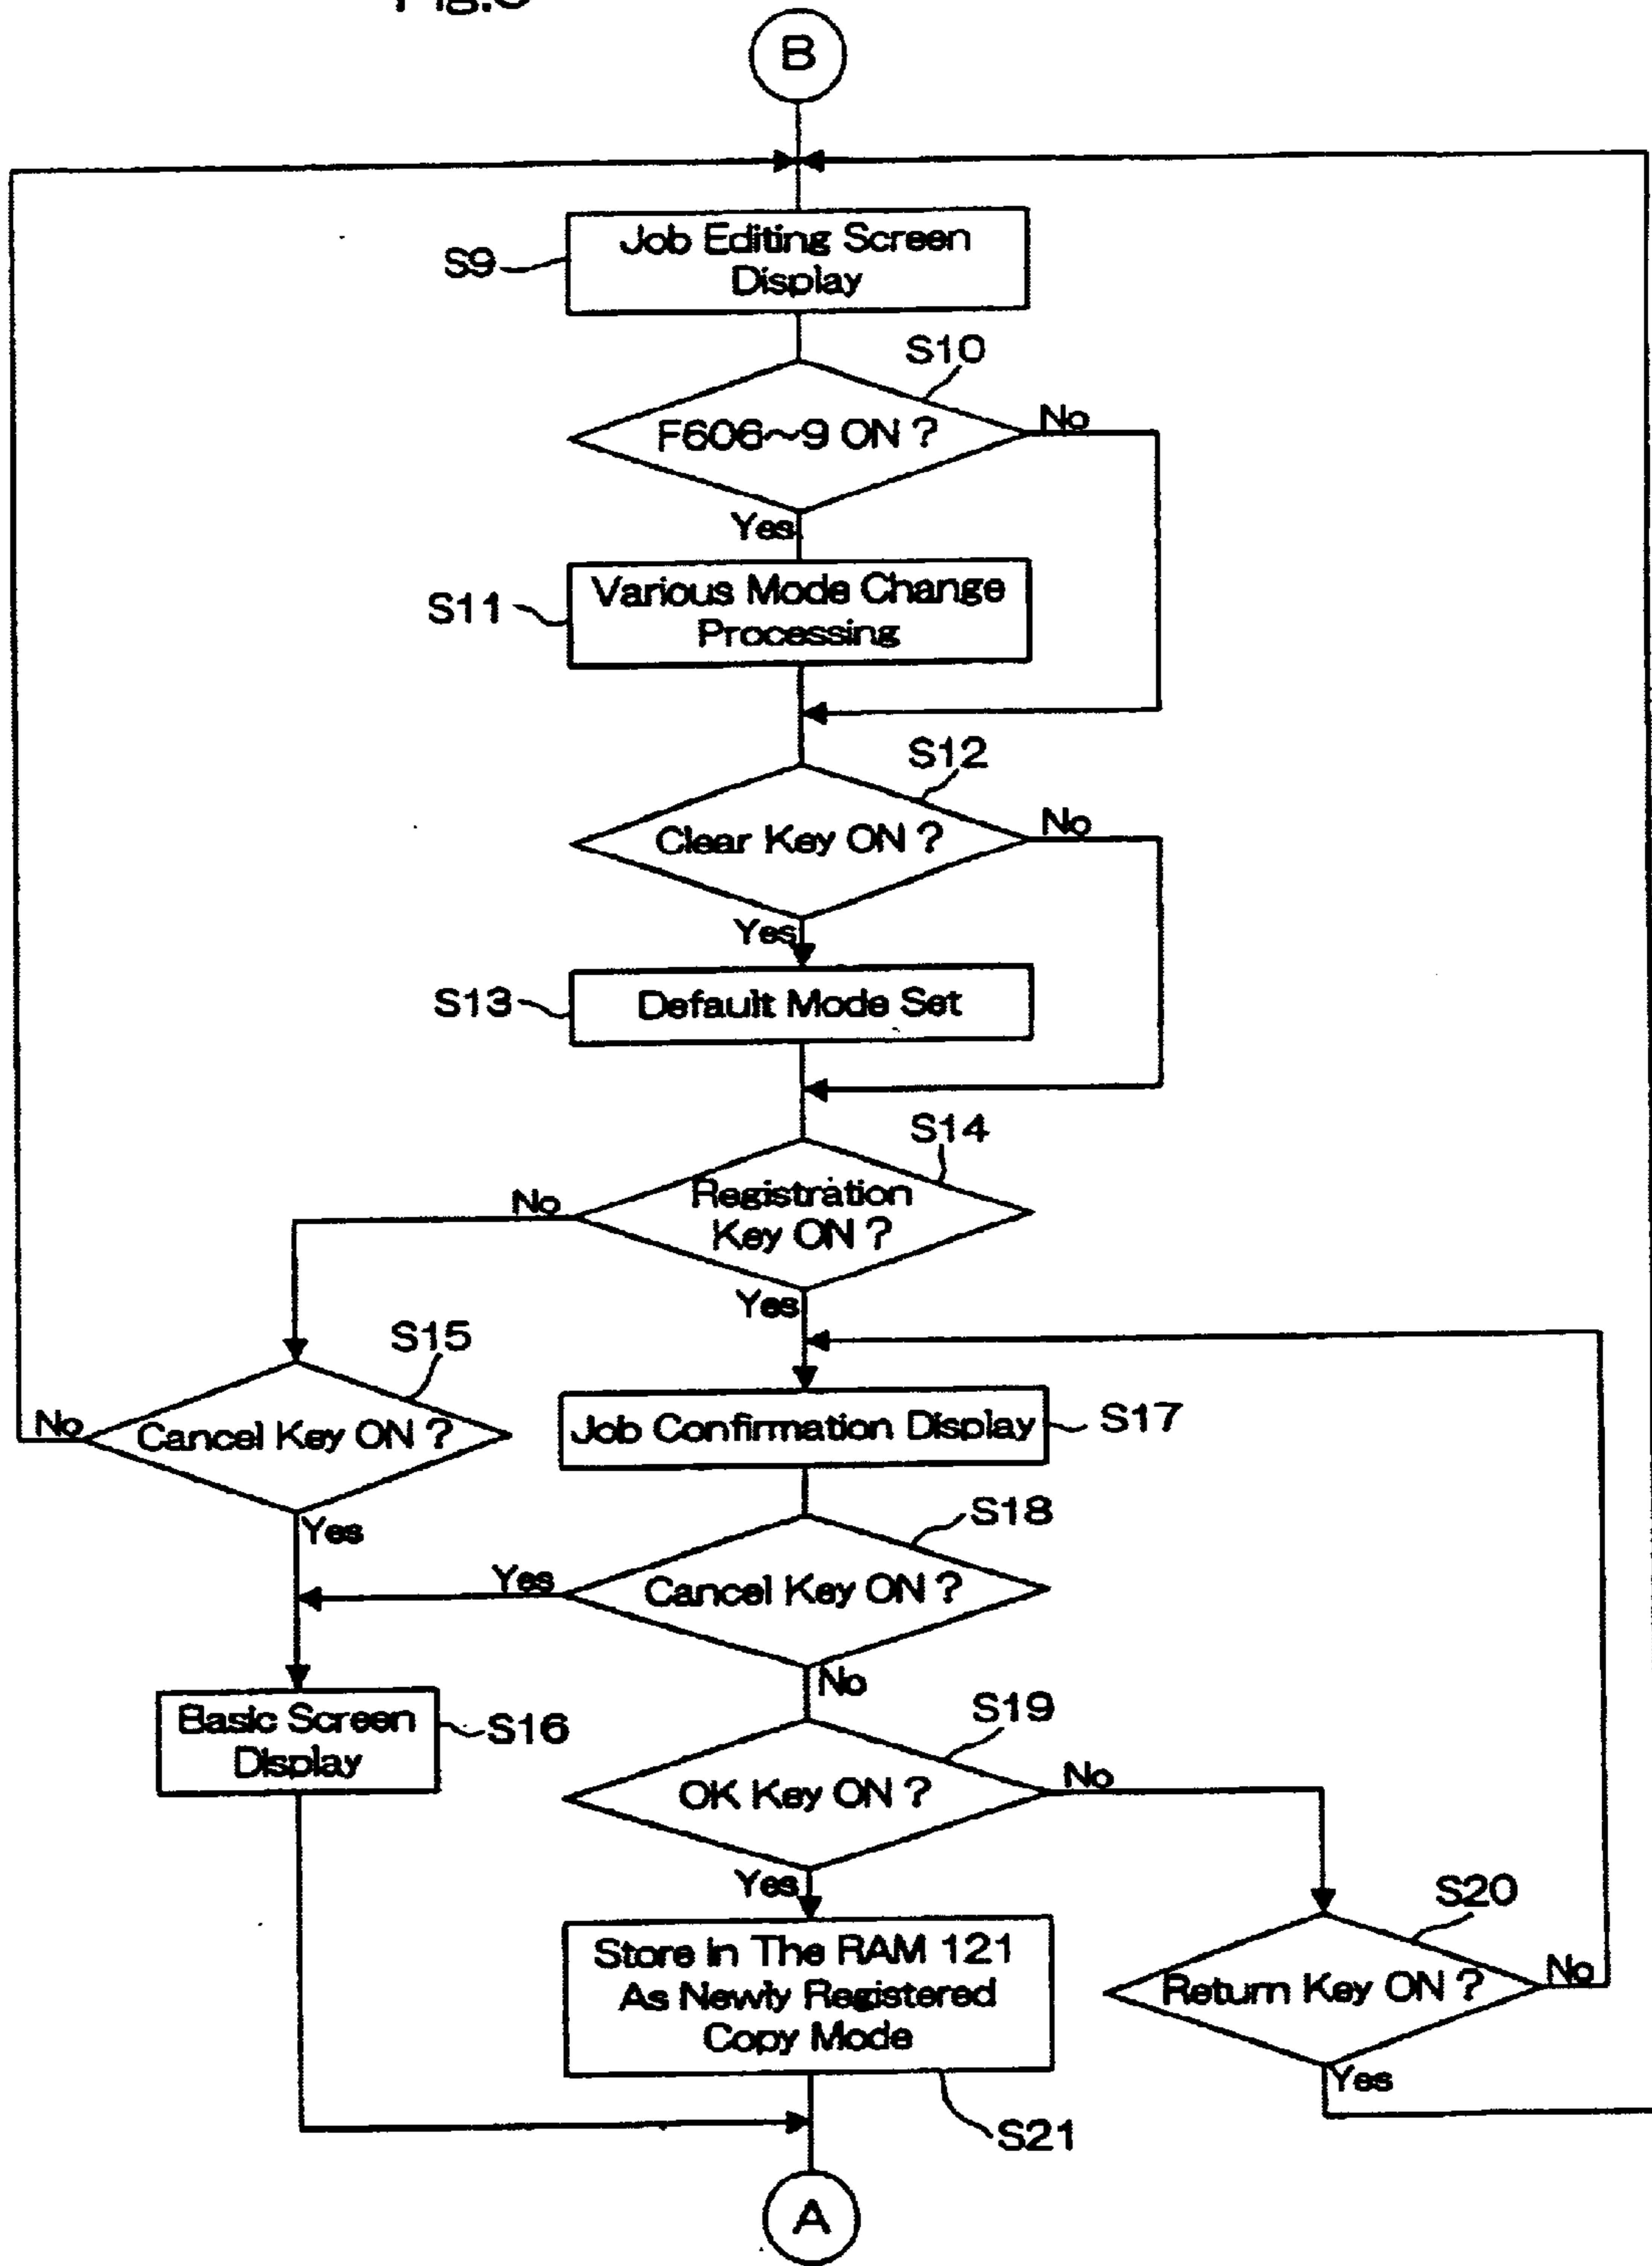 B
Job Editing Screen
Display
S9
S10
F606~9 ON ?
No
Yes
Various Mode Change
Processing
S11
S12
Clear Key ON ?
No
Yes
Default Mode Set
S13
S14
Registration
Key ON ?
No
Yes
S15
Cancel Key ON ?
No
Yes
Job Confirmation Display
S17
S18
Cancel Key ON ?
Yes
No
Basic Screen
Display
S16
S19
OK Key ON ?
No
Yes
S20
Return Key ON ?
No
Yes
Store in The RAM 121
As Newly Registered
Copy Mode
S21
A